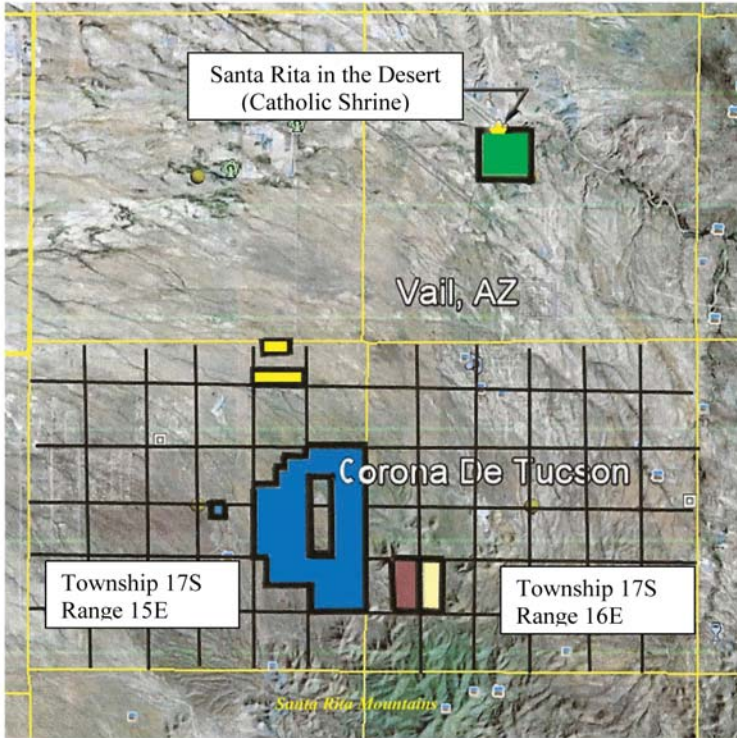 Santa Rita in the Desert
(Catholic Shrine)
Vail, AZ
Corona De Tucson
Township 17S
Range 15E
Township 17S
Range 16E
Santa Rita Mountains